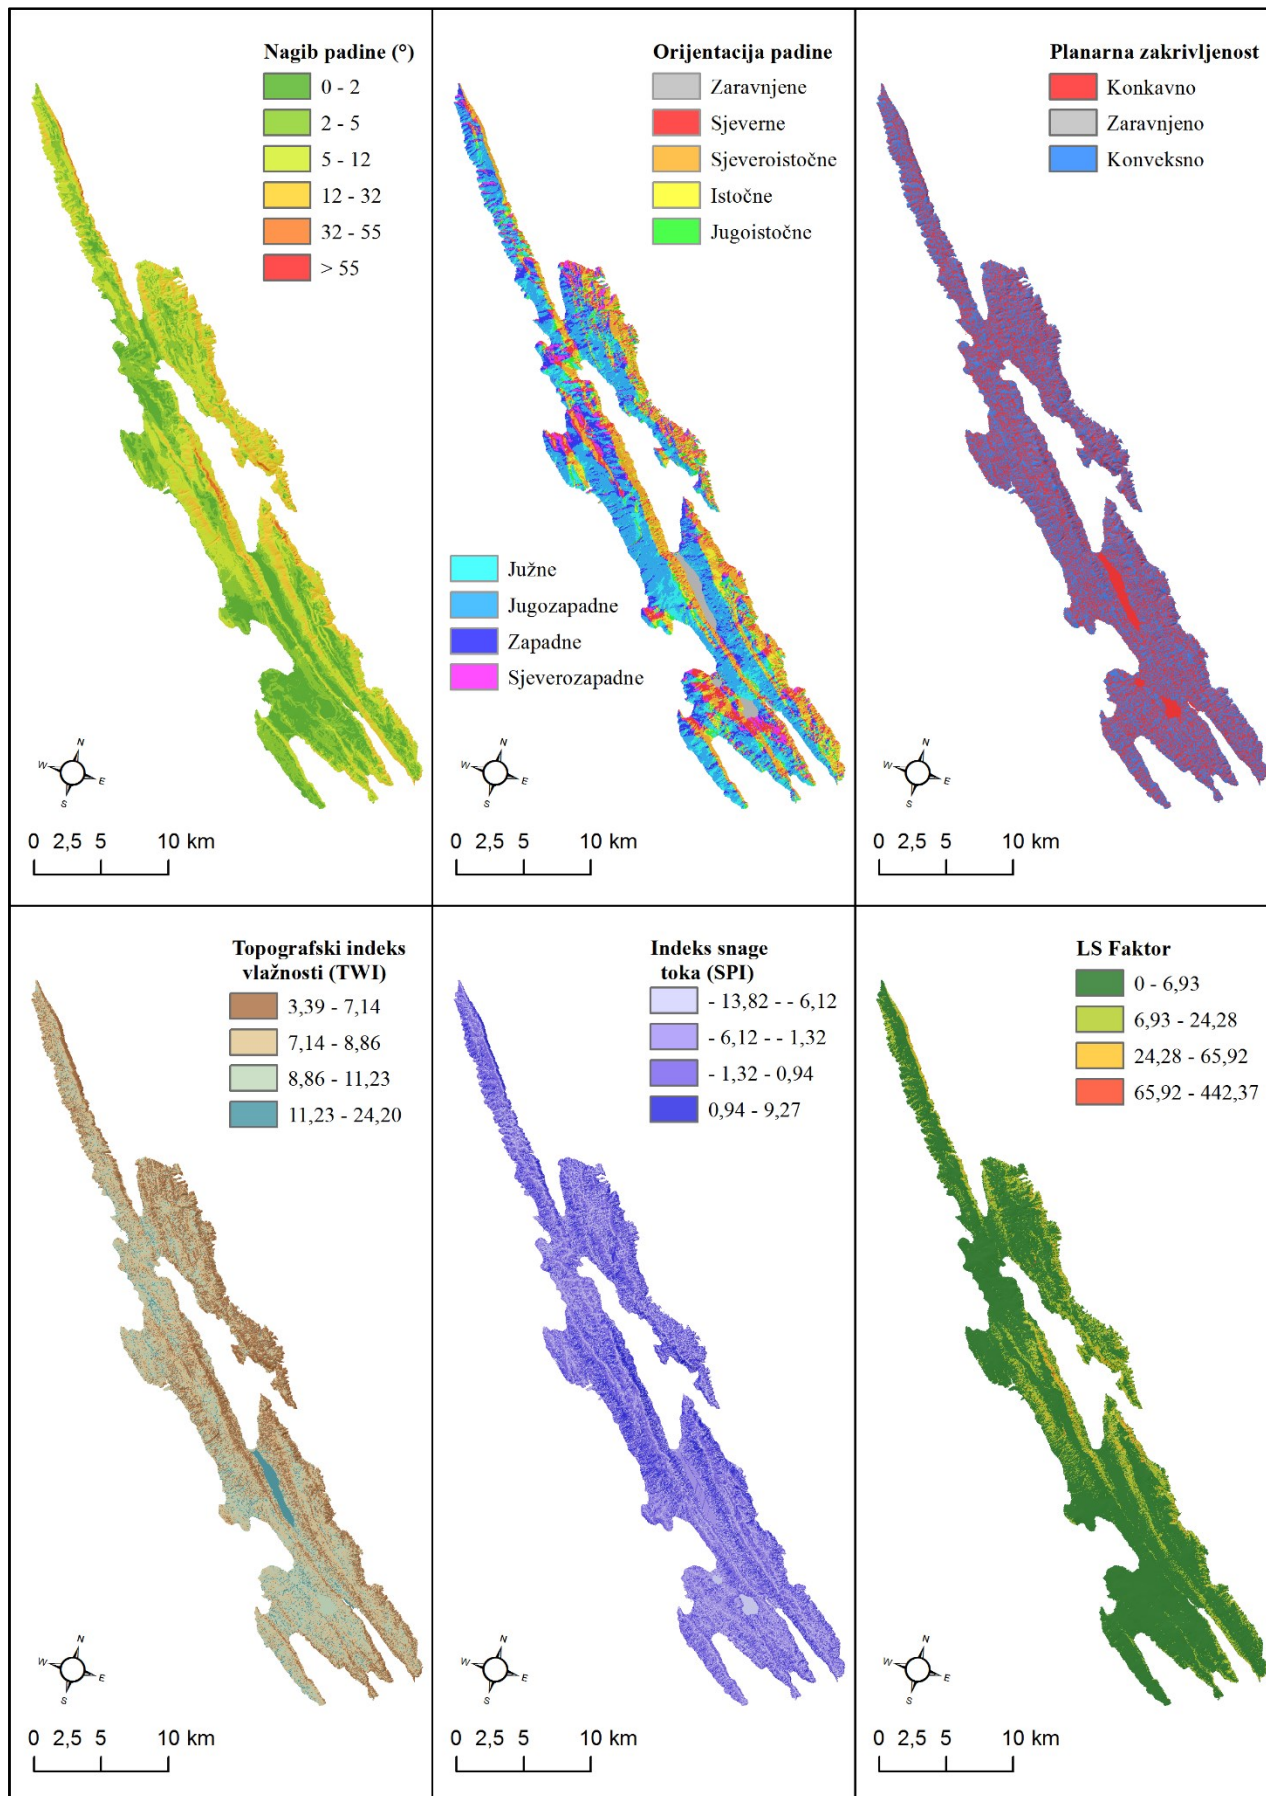 Nagib padine (°)
0 - 2
2 - 5
5 - 12
12 - 32
32 - 55
> 55
N
W
E
S
0 2,5 5 10 km
Orijentacija padine
Zaravnjene
Sjeverne
Sjeveroistočne
Istočne
Jugoistočne
Južne
Jugozapadne
Zapadne
Sjeverozapadne
N
W
E
S
0 2,5 5 10 km
Planarna zakrivljenost
Konkavno
Zaravnjeno
Konveksno
N
W
E
S
0 2,5 5 10 km
Topografski indeks
vlažnosti (TWI)
3,39 - 7,14
7,14 - 8,86
8,86 - 11,23
11,23 - 24,20
N
W
E
S
0 2,5 5 10 km
Indeks snage
toka (SPI)
- 13,82 - - 6,12
- 6,12 - - 1,32
- 1,32 - 0,94
0,94 - 9,27
N
W
E
S
0 2,5 5 10 km
LS Faktor
0 - 6,93
6,93 - 24,28
24,28 - 65,92
65,92 - 442,37
N
W
E
S
0 2,5 5 10 km